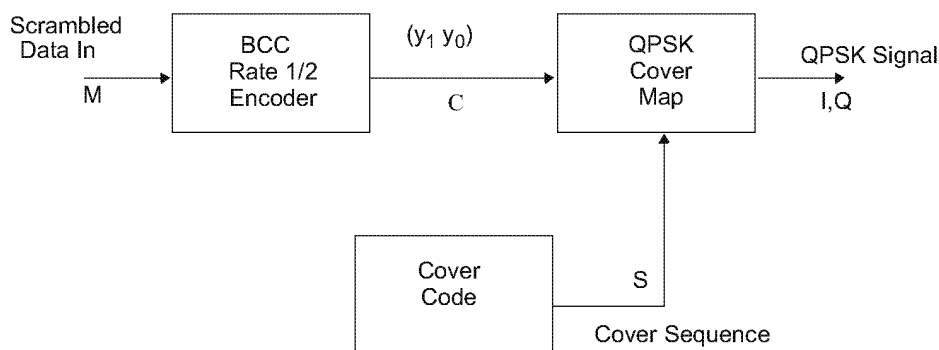 Scrambled
Data In
M
BCC
Rate 1/2
Encoder
(y₁ y₀)
C
QPSK
Cover
Map
QPSK Signal
I,Q
Cover
Code
S
Cover Sequence